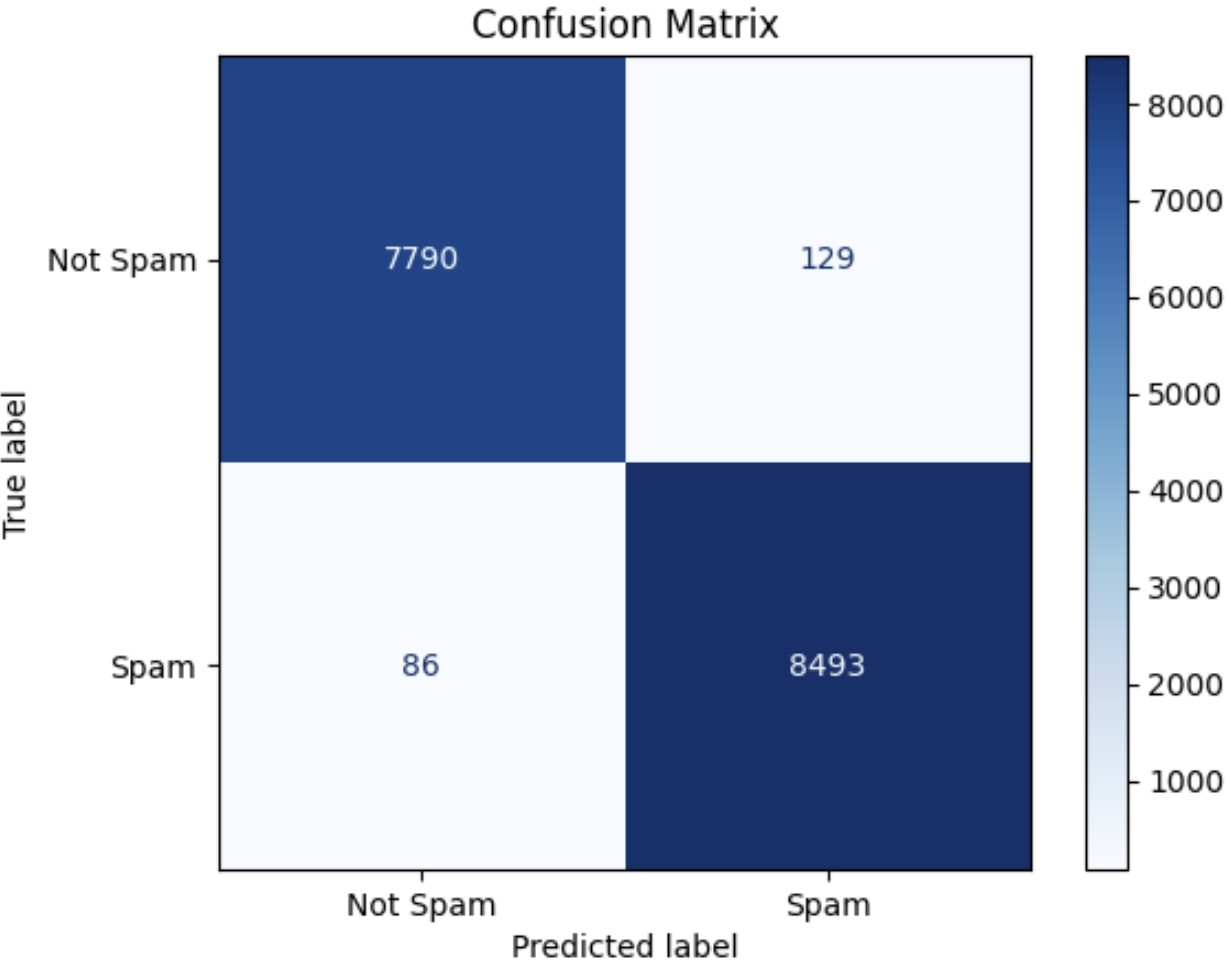 Confusion Matrix
True label
Not Spam
7790
129
Spam
86
8493
Not Spam
Spam
Predicted label
8000
7000
6000
5000
4000
3000
2000
1000